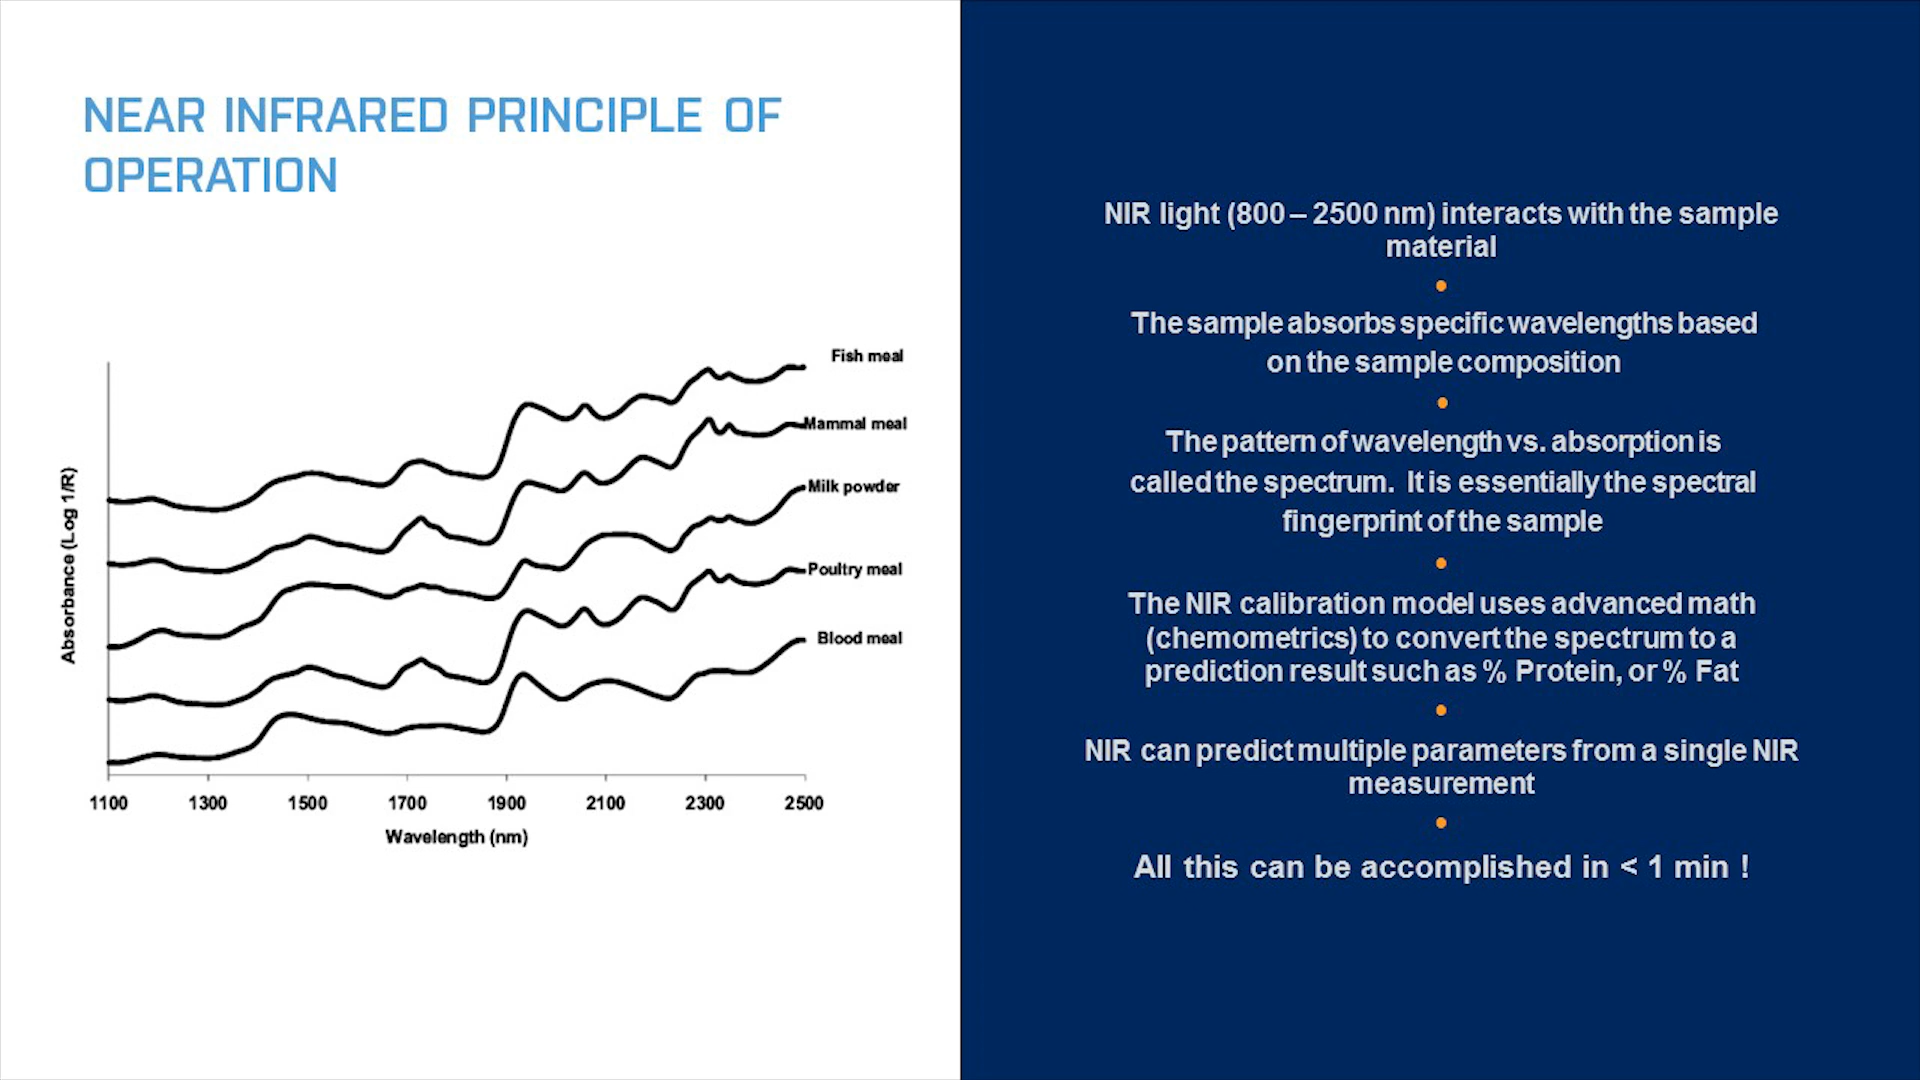 NEAR INFRARED PRINCIPLE OF
OPERATION
Fish meal
Mammal meal
Milk powder
Poultry meal
Blood meal
Absorbance (Log 1/R)
1100 1300 1500 1700 1900 2100 2300 2500
Wavelength (nm)
NIR light (800 – 2500 nm) interacts with the sample
material
The sample absorbs specific wavelengths based
on the sample composition
The pattern of wavelength vs. absorption is
called the spectrum. It is essentially the spectral
fingerprint of the sample
The NIR calibration model uses advanced math
(chemometrics) to convert the spectrum to a
prediction result such as % Protein, or % Fat
NIR can predict multiple parameters from a single NIR
measurement
All this can be accomplished in < 1 min !